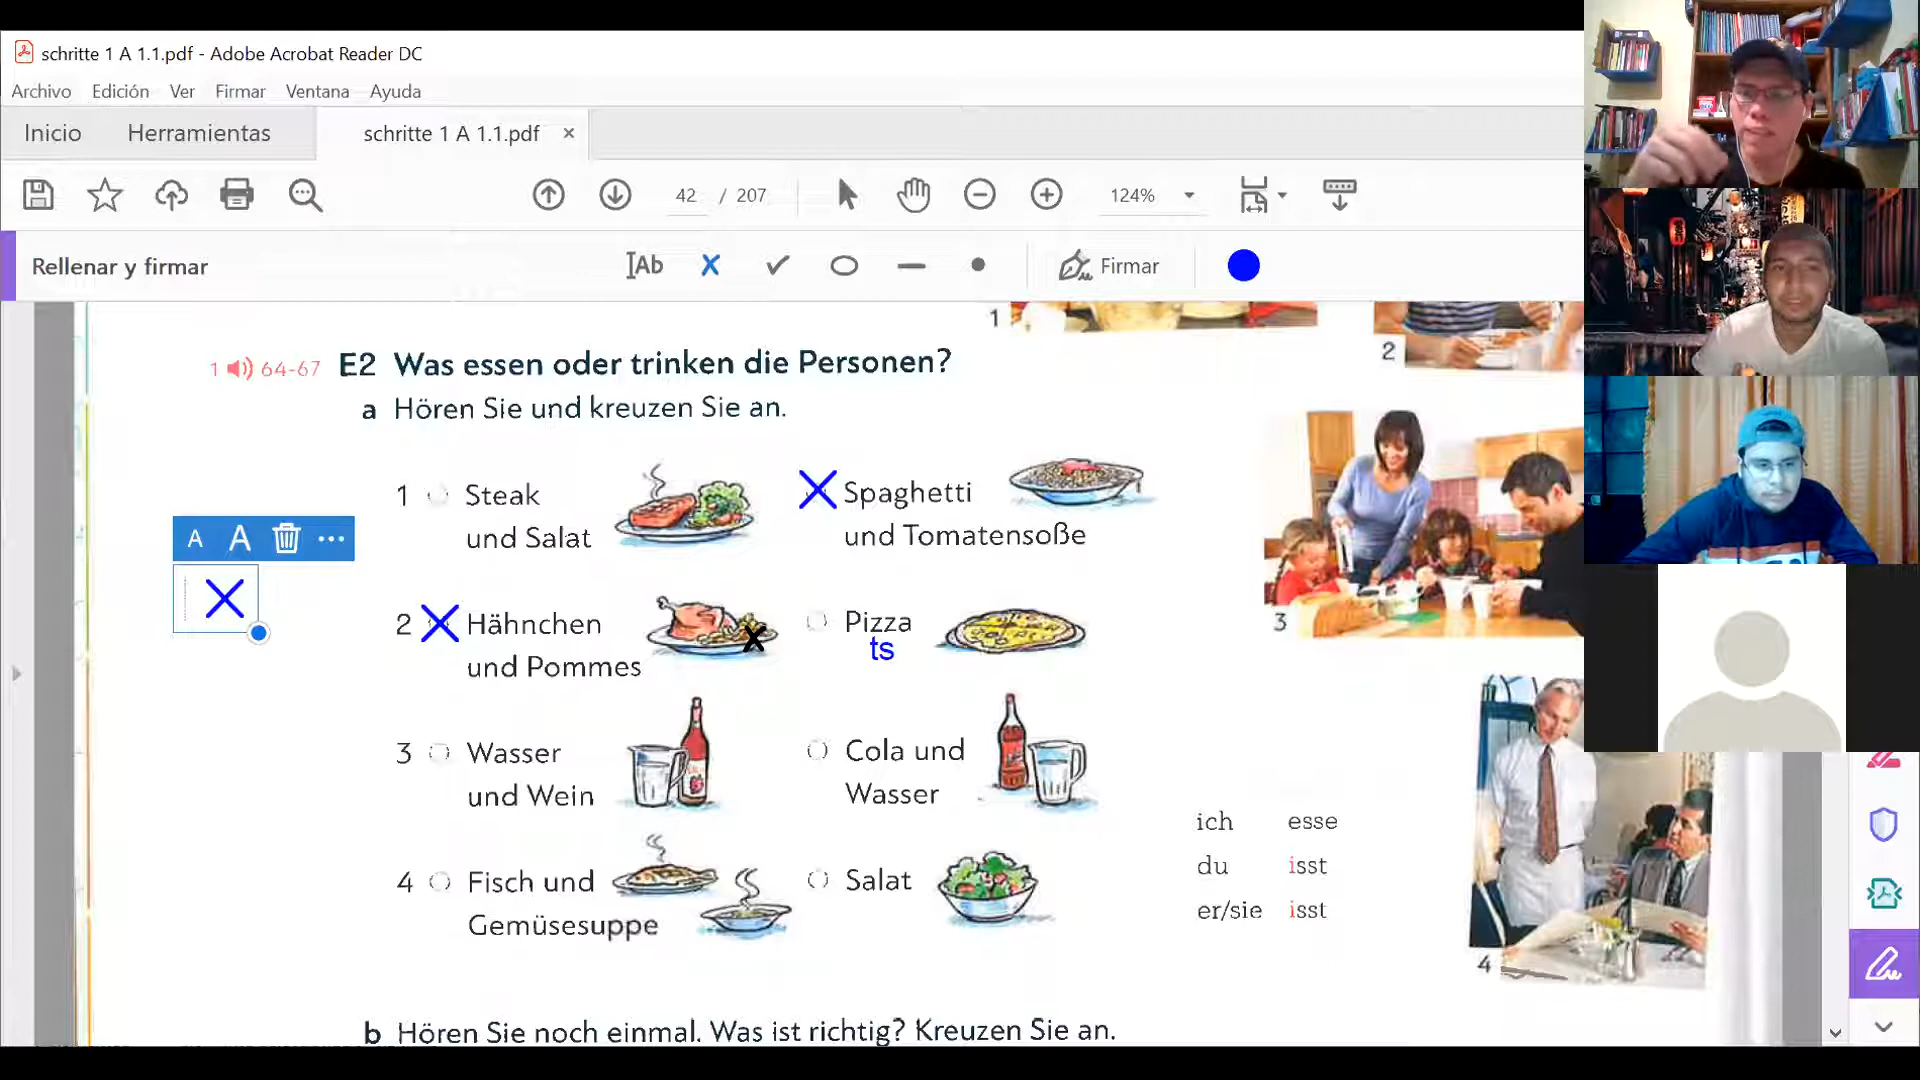 schritte 1 A 1.1.pdf - Adobe Acrobat Reader DC
Archivo Edición Ver Firmar Ventana Ayuda
Inicio Herramientas schritte 1 A 1.1.pdf ×
42 / 207 124%
Rellenar y firmar Ab Firmar
1 2
1 64-67 E2 Was essen oder trinken die Personen?
a Hören Sie und kreuzen Sie an.
1 Steak und Salat
Spaghetti und Tomatensoße
A A
2 Hähnchen und Pommes
Pizza
ts
3
3 Wasser und Wein
Cola und Wasser
4 Fisch und Gemüsesuppe
Salat
ich esse
du isst
er/sie isst
4
b Hören Sie noch einmal. Was ist richtig? Kreuzen Sie an.